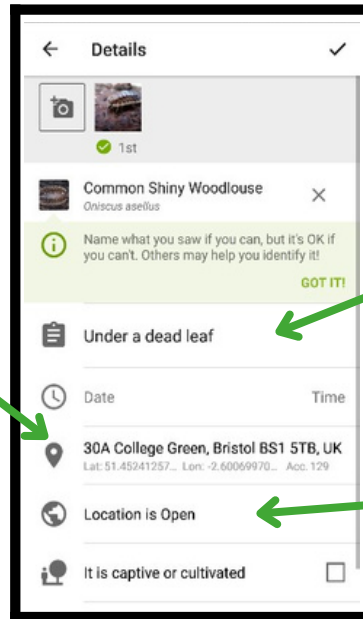 Details
1st
Common Shiny Woodlouse
Oniscus asellus
Name what you saw if you can, but it's OK if
you can't. Others may help you identify it!
GOT IT!
Under a dead leaf
Date Time
30A College Green, Bristol BS1 5TB, UK
Lat: 51.45241257... Lon: -2.60069970... Acc: 129
Location is Open
It is captive or cultivated